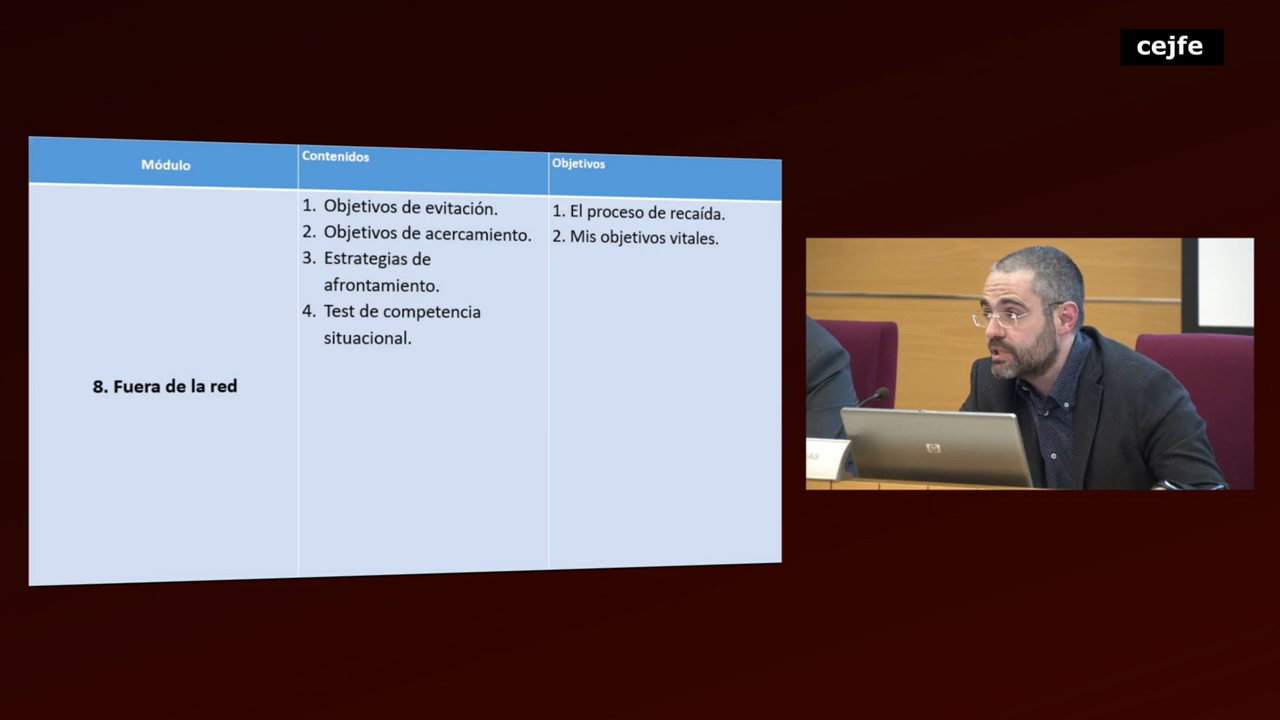 cejfe
Módulo
Contenidos
Objetivos
1. Objetivos de evitación.
2. Objetivos de acercamiento.
3. Estrategias de
afrontamiento.
4. Test de competencia
situacional.
1. El proceso de recaída.
2. Mis objetivos vitales.
8. Fuera de la red
hp